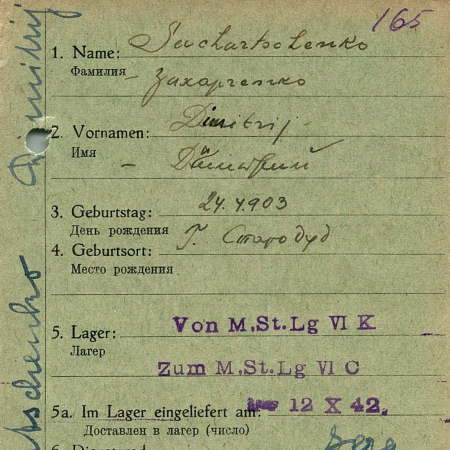 165
1. Name: Sachartschenko
Фамилия – Захарченко
2. Vornamen: Dimitrij
Имя – Дмитрий
3. Geburtstag: 24.4.903
День рождения
4. Geburtsort: Г. Стародуб
Место рождения
5. Lager: Von M.St.Lg VI K
Лагерь
Zum M.St.Lg VI C
5a. Im Lager eingeliefert am: 12 X 42.
Доставлен в лагерь (число)
Dimitrij